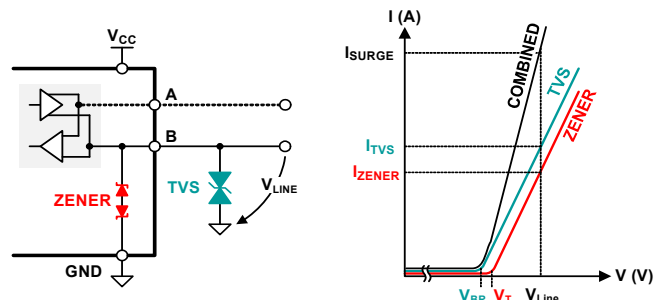 VCC
A
B
ZENER
TVS
VLINE
GND
I (A)
ISURGE
COMBINED
TVS
ZENER
ITVS
IZENER
V (V)
VBR
VT
VLine